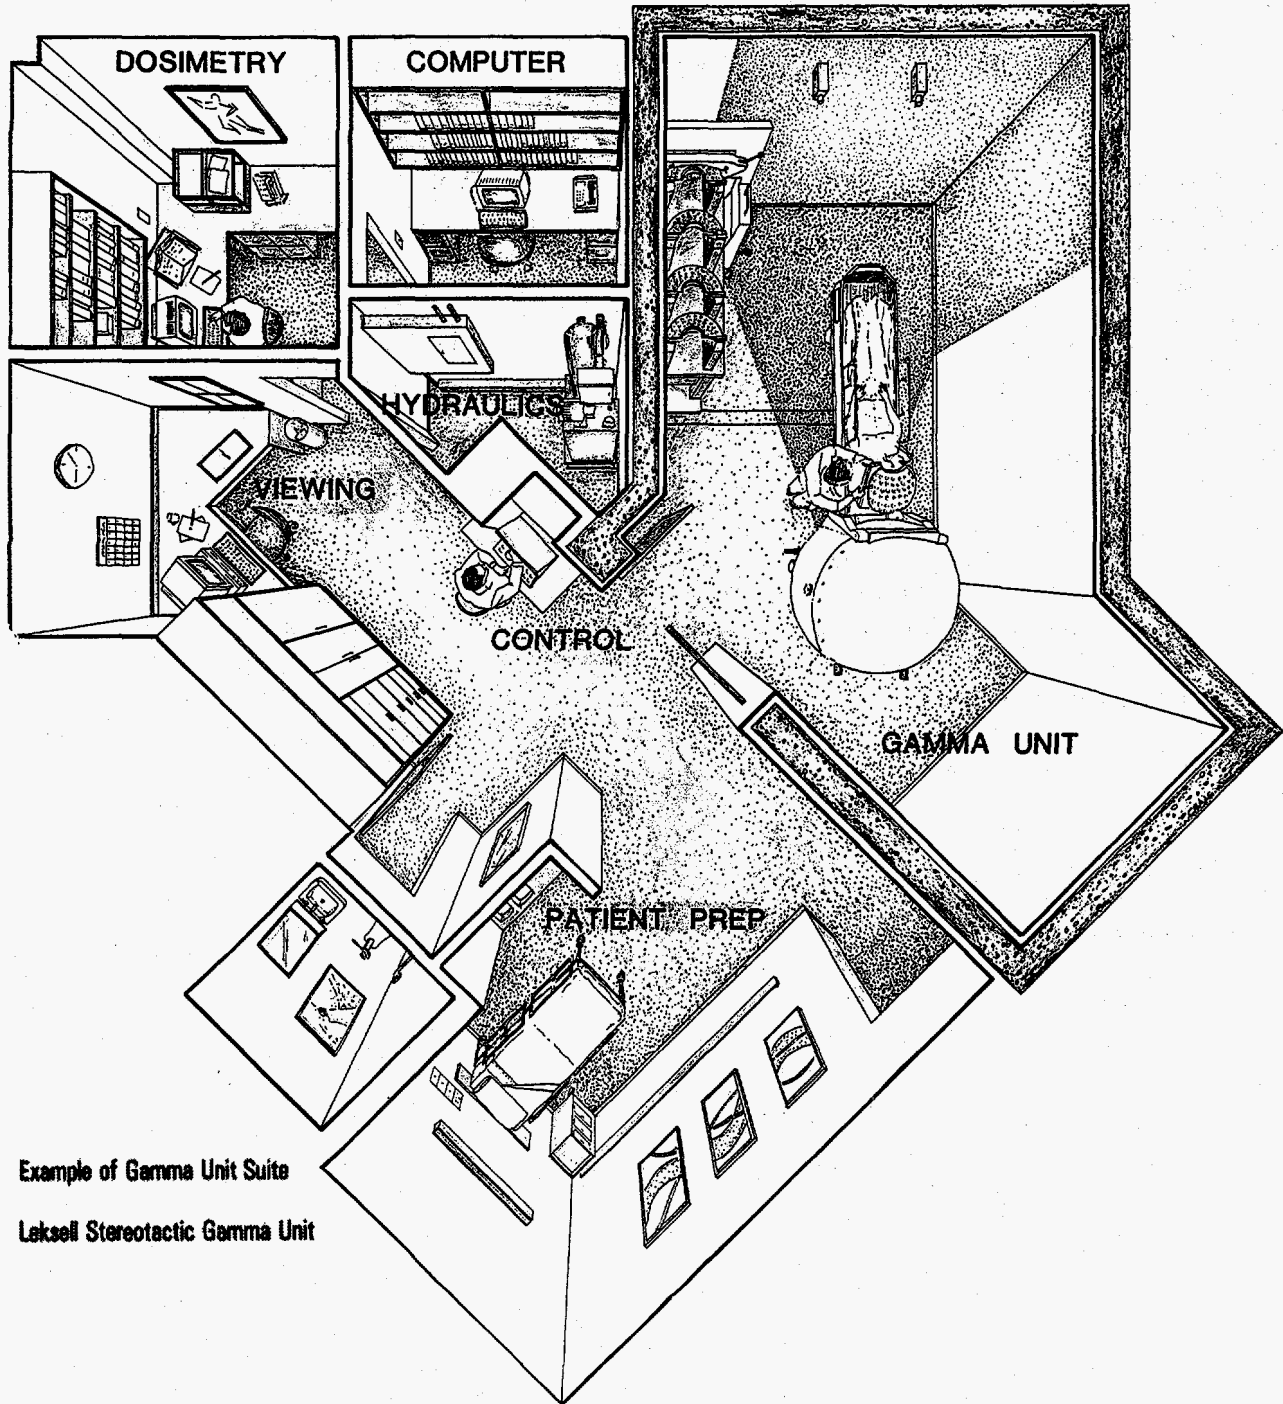 DOSIMETRY
COMPUTER
HYDRAULICS
VIEWING
CONTROL
GAMMA UNIT
PATIENT PREP
Example of Gamma Unit Suite
Leksell Stereotactic Gamma Unit